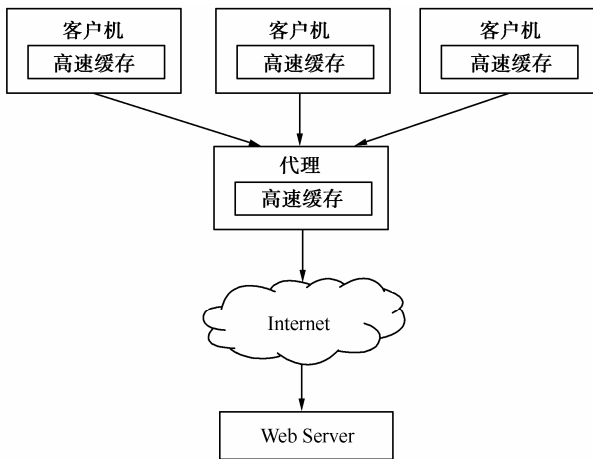 客户机 客户机 客户机
高速缓存 高速缓存 高速缓存
代理
高速缓存
Internet
Web Server